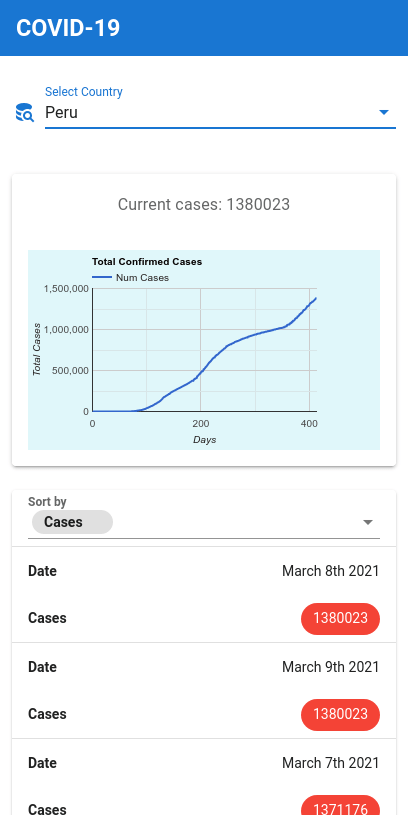 COVID-19
Select Country
Peru
Current cases: 1380023
Total Confirmed Cases
Num Cases
1,500,000
1,000,000
500,000
0
Total Cases
0 200 400
Days
Sort by
Cases
Date March 8th 2021
Cases 1380023
Date March 9th 2021
Cases 1380023
Date March 7th 2021
Cases 1371176